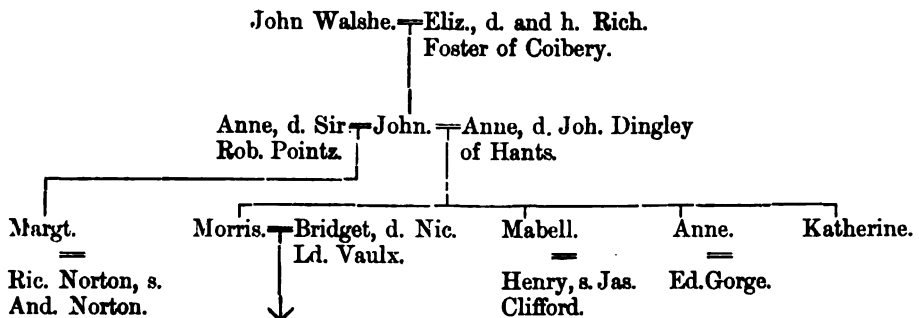 John Walshe. Eliz., d. and h. Rich.
Foster of Coibery.
Anne, d. Sir John. Anne, d. Joh. Dingley
Rob. Pointz. of Hants.
Margt. Morris. Bridget, d. Nic. Mabell. Anne. Katherine.
Ld. Vaulx.
Ric. Norton, s. Henry, s. Jas. Ed. Gorge.
And. Norton. Clifford.